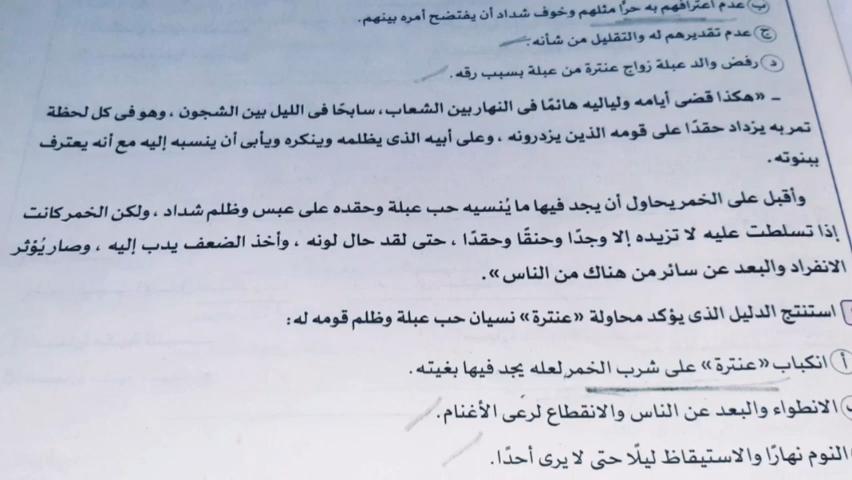 ب عدم اعترافهم به حرًّا مثلهم وخوف شداد أن يفتضح أمره بينهم.
ج عدم تقديرهم له والتقليل من شأنه.
د رفض والد عبلة زواج عنترة من عبلة بسبب رقه.
– «هكذا قضى أيامه ولياليه هائمًا فى النهار بين الشعاب، سابحًا فى الليل بين الشجون، وهو فى كل لحظة
تمر به يزداد حقدًا على قومه الذين يزدرونه، وعلى أبيه الذى يظلمه وينكره ويأبى أن ينسبه إليه مع أنه يعترف
ببنوته.
وأقبل على الخمر يحاول أن يجد فيها ما يُنسيه حب عبلة وحقده على عبس وظلم شداد، ولكن الخمر كانت
إذا تسلطت عليه لا تزيده إلا وجدًا وحنقًا وحقدًا، حتى لقد حال لونه، وأخذ الضعف يدب إليه، وصار يُؤثر
الانفراد والبعد عن سائر من هناك من الناس».
استنتج الدليل الذى يؤكد محاولة «عنترة» نسيان حب عبلة وظلم قومه له:
أ انكباب «عنترة» على شرب الخمر لعله يجد فيها بغيته.
الانطواء والبعد عن الناس والانقطاع لرعى الأغنام.
النوم نهارًا والاستيقاظ ليلًا حتى لا يرى أحدًا.